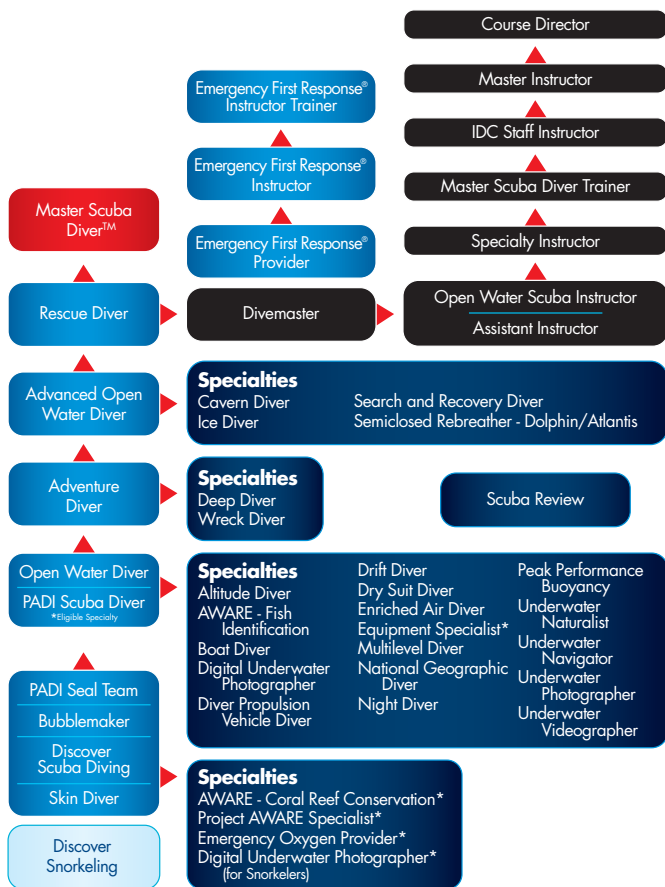 Course Director
Master Instructor
IDC Staff Instructor
Master Scuba Diver Trainer
Specialty Instructor
Open Water Scuba Instructor
Assistant Instructor
Emergency First Response®
Instructor Trainer
Emergency First Response®
Instructor
Emergency First Response®
Provider
Master Scuba
Diver™
Rescue Diver
Divemaster
Advanced Open
Water Diver
Specialties
Cavern Diver
Ice Diver
Search and Recovery Diver
Semiclosed Rebreather - Dolphin/Atlantis
Adventure
Diver
Specialties
Deep Diver
Wreck Diver
Scuba Review
Open Water Diver
PADI Scuba Diver
*Eligible Specialty
Specialties
Altitude Diver
AWARE - Fish
Identification
Boat Diver
Digital Underwater
Photographer
Diver Propulsion
Vehicle Diver
Drift Diver
Dry Suit Diver
Enriched Air Diver
Equipment Specialist*
Multilevel Diver
National Geographic
Diver
Night Diver
Peak Performance
Buoyancy
Underwater
Naturalist
Underwater
Navigator
Underwater
Photographer
Underwater
Videographer
PADI Seal Team
Bubblemaker
Discover
Scuba Diving
Skin Diver
Specialties
AWARE - Coral Reef Conservation*
Project AWARE Specialist*
Emergency Oxygen Provider*
Digital Underwater Photographer*
(for Snorkelers)
Discover
Snorkeling